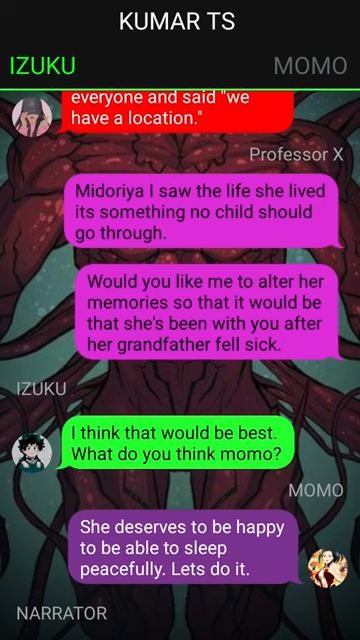 KUMAR TS
IZUKU
MOMO
everyone and said "we
have a location."
Professor X
Midoriya I saw the life she lived
its something no child should
go through.
Would you like me to alter her
memories so that it would be
that she's been with you after
her grandfather fell sick.
IZUKU
I think that would be best.
What do you think momo?
MOMO
She deserves to be happy
to be able to sleep
peacefully. Lets do it.
NARRATOR